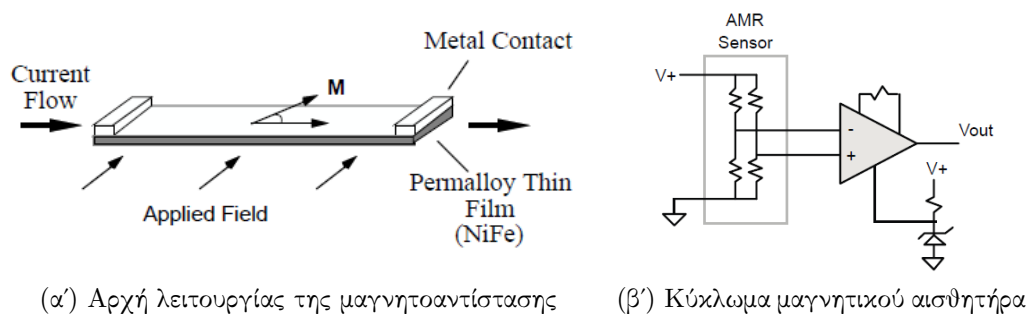 Metal Contact
Current
Flow
M
Applied Field
Permalloy Thin
Film
(NiFe)
(α΄) Αρχή λειτουργίας της μαγνητοαντίστασης
AMR
Sensor
V+
-
+
Vout
V+
(β΄) Κύκλωμα μαγνητικού αισθητήρα